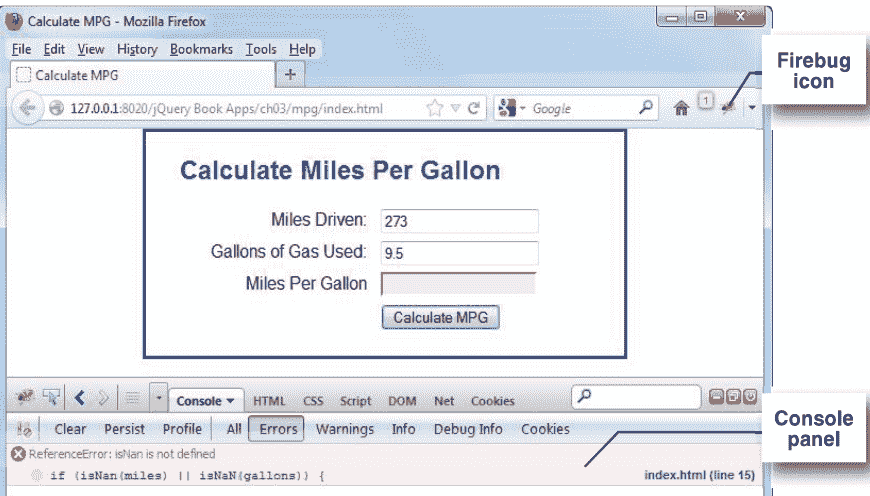 Calculate MPG - Mozilla Firefox
File Edit View History Bookmarks Tools Help
Calculate MPG
127.0.0.1:8020/jQuery Book Apps/ch03/mpg/index.html
Google
1
Firebug
icon
Calculate Miles Per Gallon
Miles Driven: 273
Gallons of Gas Used: 9.5
Miles Per Gallon
Calculate MPG
Console HTML CSS Script DOM Net Cookies
Clear Persist Profile All Errors Warnings Info Debug Info Cookies
ReferenceError: isNan is not defined
if (isNan(miles) || isNaN(gallons)) { index.html (line 15)
Console
panel